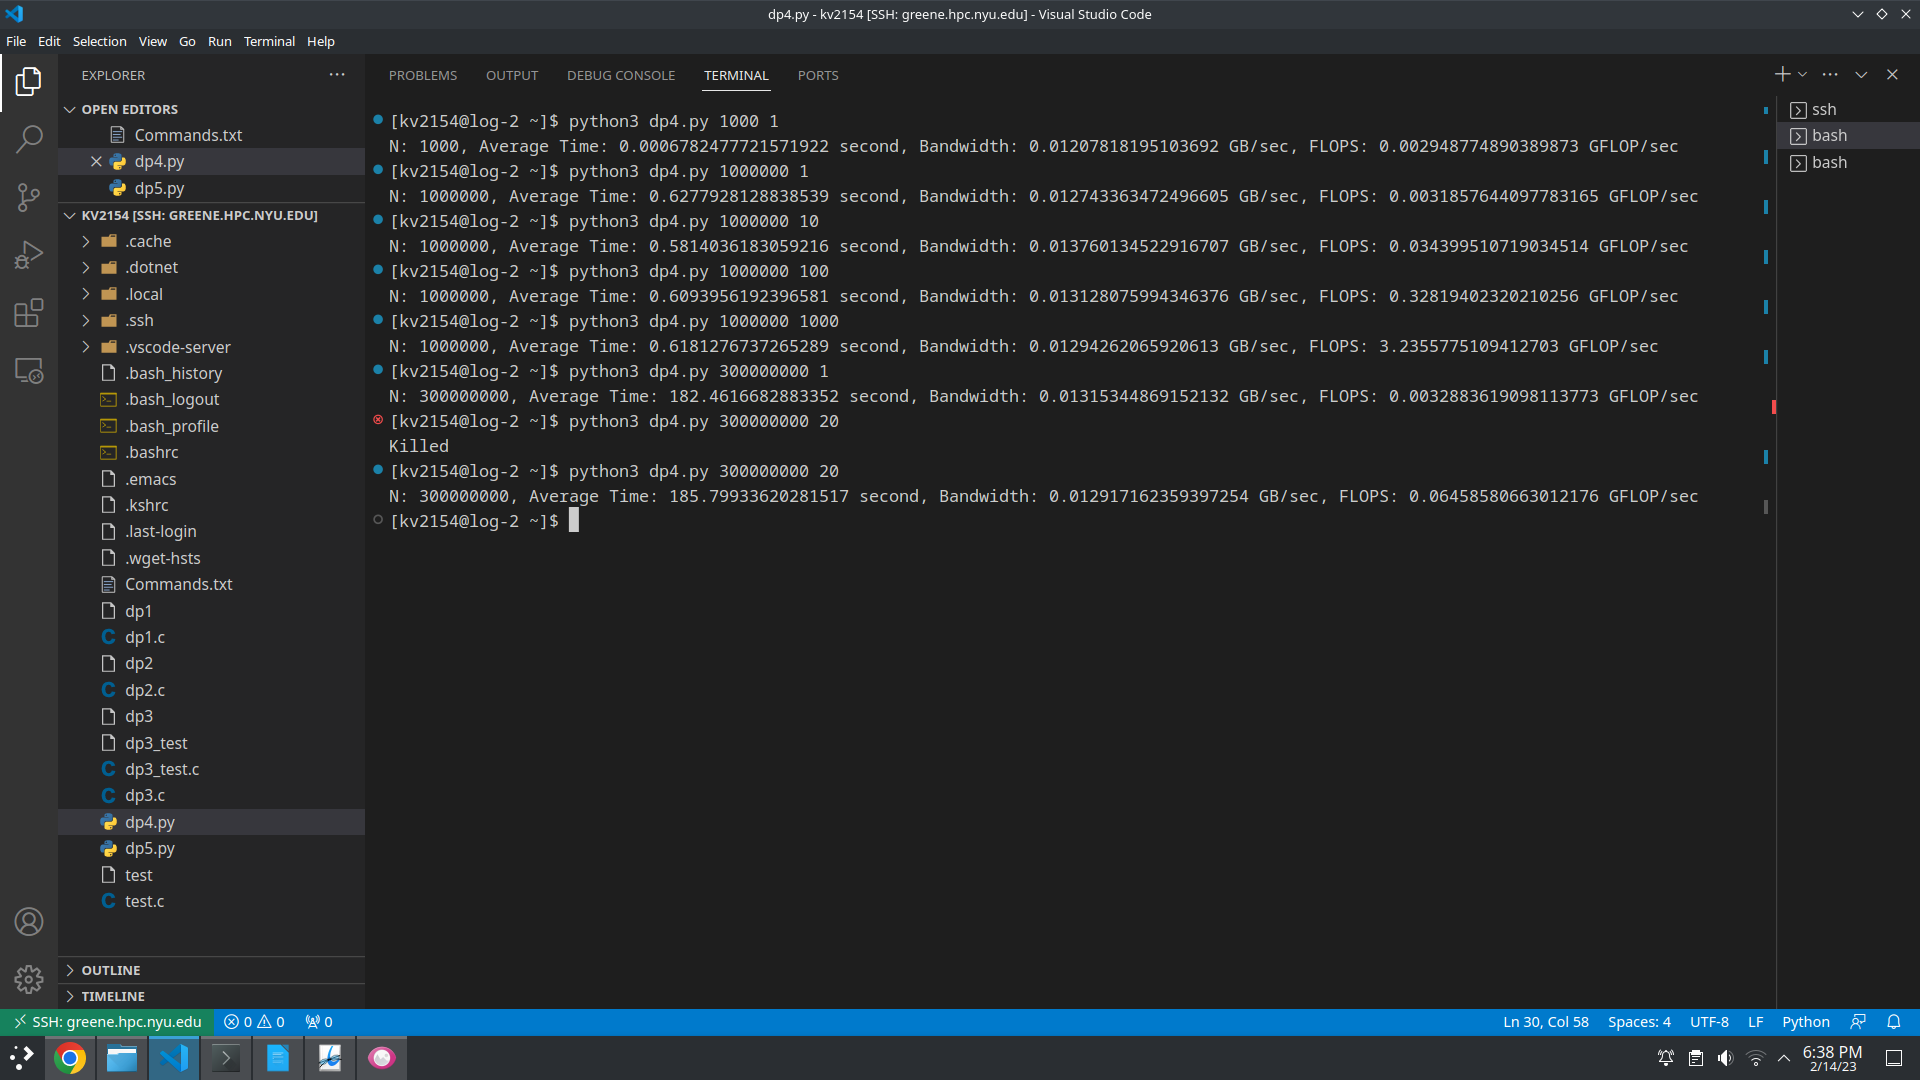 dp4.py - kv2154 [SSH: greene.hpc.nyu.edu] - Visual Studio Code
File Edit Selection View Go Run Terminal Help
EXPLORER
OPEN EDITORS
Commands.txt
dp4.py
dp5.py
KV2154 [SSH: GREENE.HPC.NYU.EDU]
.cache
.dotnet
.local
.ssh
.vscode-server
.bash_history
.bash_logout
.bash_profile
.bashrc
.emacs
.kshrc
.last-login
.wget-hsts
Commands.txt
dp1
dp1.c
dp2
dp2.c
dp3
dp3_test
dp3_test.c
dp3.c
dp4.py
dp5.py
test
test.c
OUTLINE
TIMELINE
PROBLEMS OUTPUT DEBUG CONSOLE TERMINAL PORTS
[kv2154@log-2 ~]$ python3 dp4.py 1000 1
N: 1000, Average Time: 0.0006782477721571922 second, Bandwidth: 0.01207818195103692 GB/sec, FLOPS: 0.002948774890389873 GFLOP/sec
[kv2154@log-2 ~]$ python3 dp4.py 1000000 1
N: 1000000, Average Time: 0.6277928128838539 second, Bandwidth: 0.012743363472496605 GB/sec, FLOPS: 0.0031857644097783165 GFLOP/sec
[kv2154@log-2 ~]$ python3 dp4.py 1000000 10
N: 1000000, Average Time: 0.5814036183059216 second, Bandwidth: 0.013760134522916707 GB/sec, FLOPS: 0.034399510719034514 GFLOP/sec
[kv2154@log-2 ~]$ python3 dp4.py 1000000 100
N: 1000000, Average Time: 0.6093956192396581 second, Bandwidth: 0.013128075994346376 GB/sec, FLOPS: 0.32819402320210256 GFLOP/sec
[kv2154@log-2 ~]$ python3 dp4.py 1000000 1000
N: 1000000, Average Time: 0.6181276737265289 second, Bandwidth: 0.01294262065920613 GB/sec, FLOPS: 3.2355775109412703 GFLOP/sec
[kv2154@log-2 ~]$ python3 dp4.py 300000000 1
N: 300000000, Average Time: 182.4616682883352 second, Bandwidth: 0.01315344869152132 GB/sec, FLOPS: 0.0032883619098113773 GFLOP/sec
[kv2154@log-2 ~]$ python3 dp4.py 300000000 20
Killed
[kv2154@log-2 ~]$ python3 dp4.py 300000000 20
N: 300000000, Average Time: 185.79933620281517 second, Bandwidth: 0.012917162359397254 GB/sec, FLOPS: 0.06458580663012176 GFLOP/sec
[kv2154@log-2 ~]$
ssh
bash
bash
SSH: greene.hpc.nyu.edu 0 0 0 Ln 30, Col 58 Spaces: 4 UTF-8 LF Python
6:38 PM
2/14/23